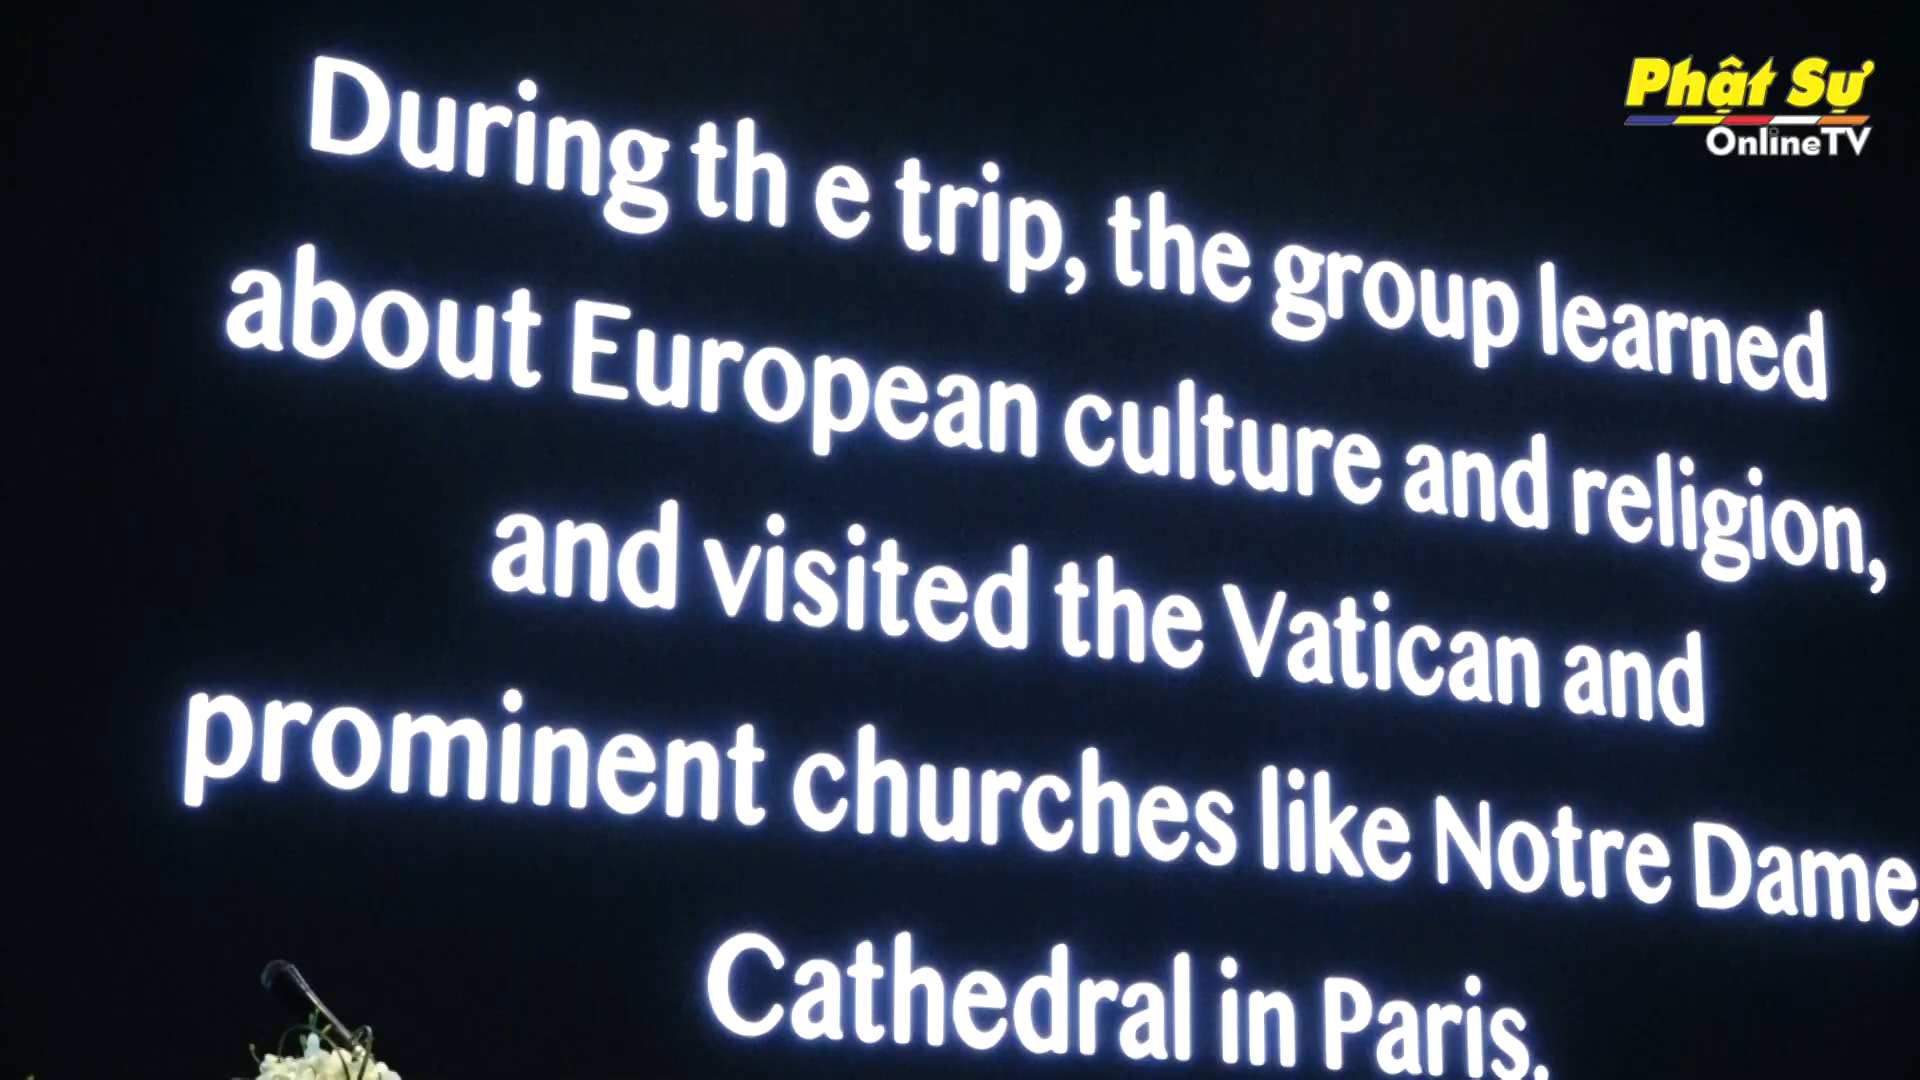 Phật Sự
OnlineTV
During th e trip, the group learned
about European culture and religion,
and visited the Vatican and
prominent churches like Notre Dame
Cathedral in Paris.